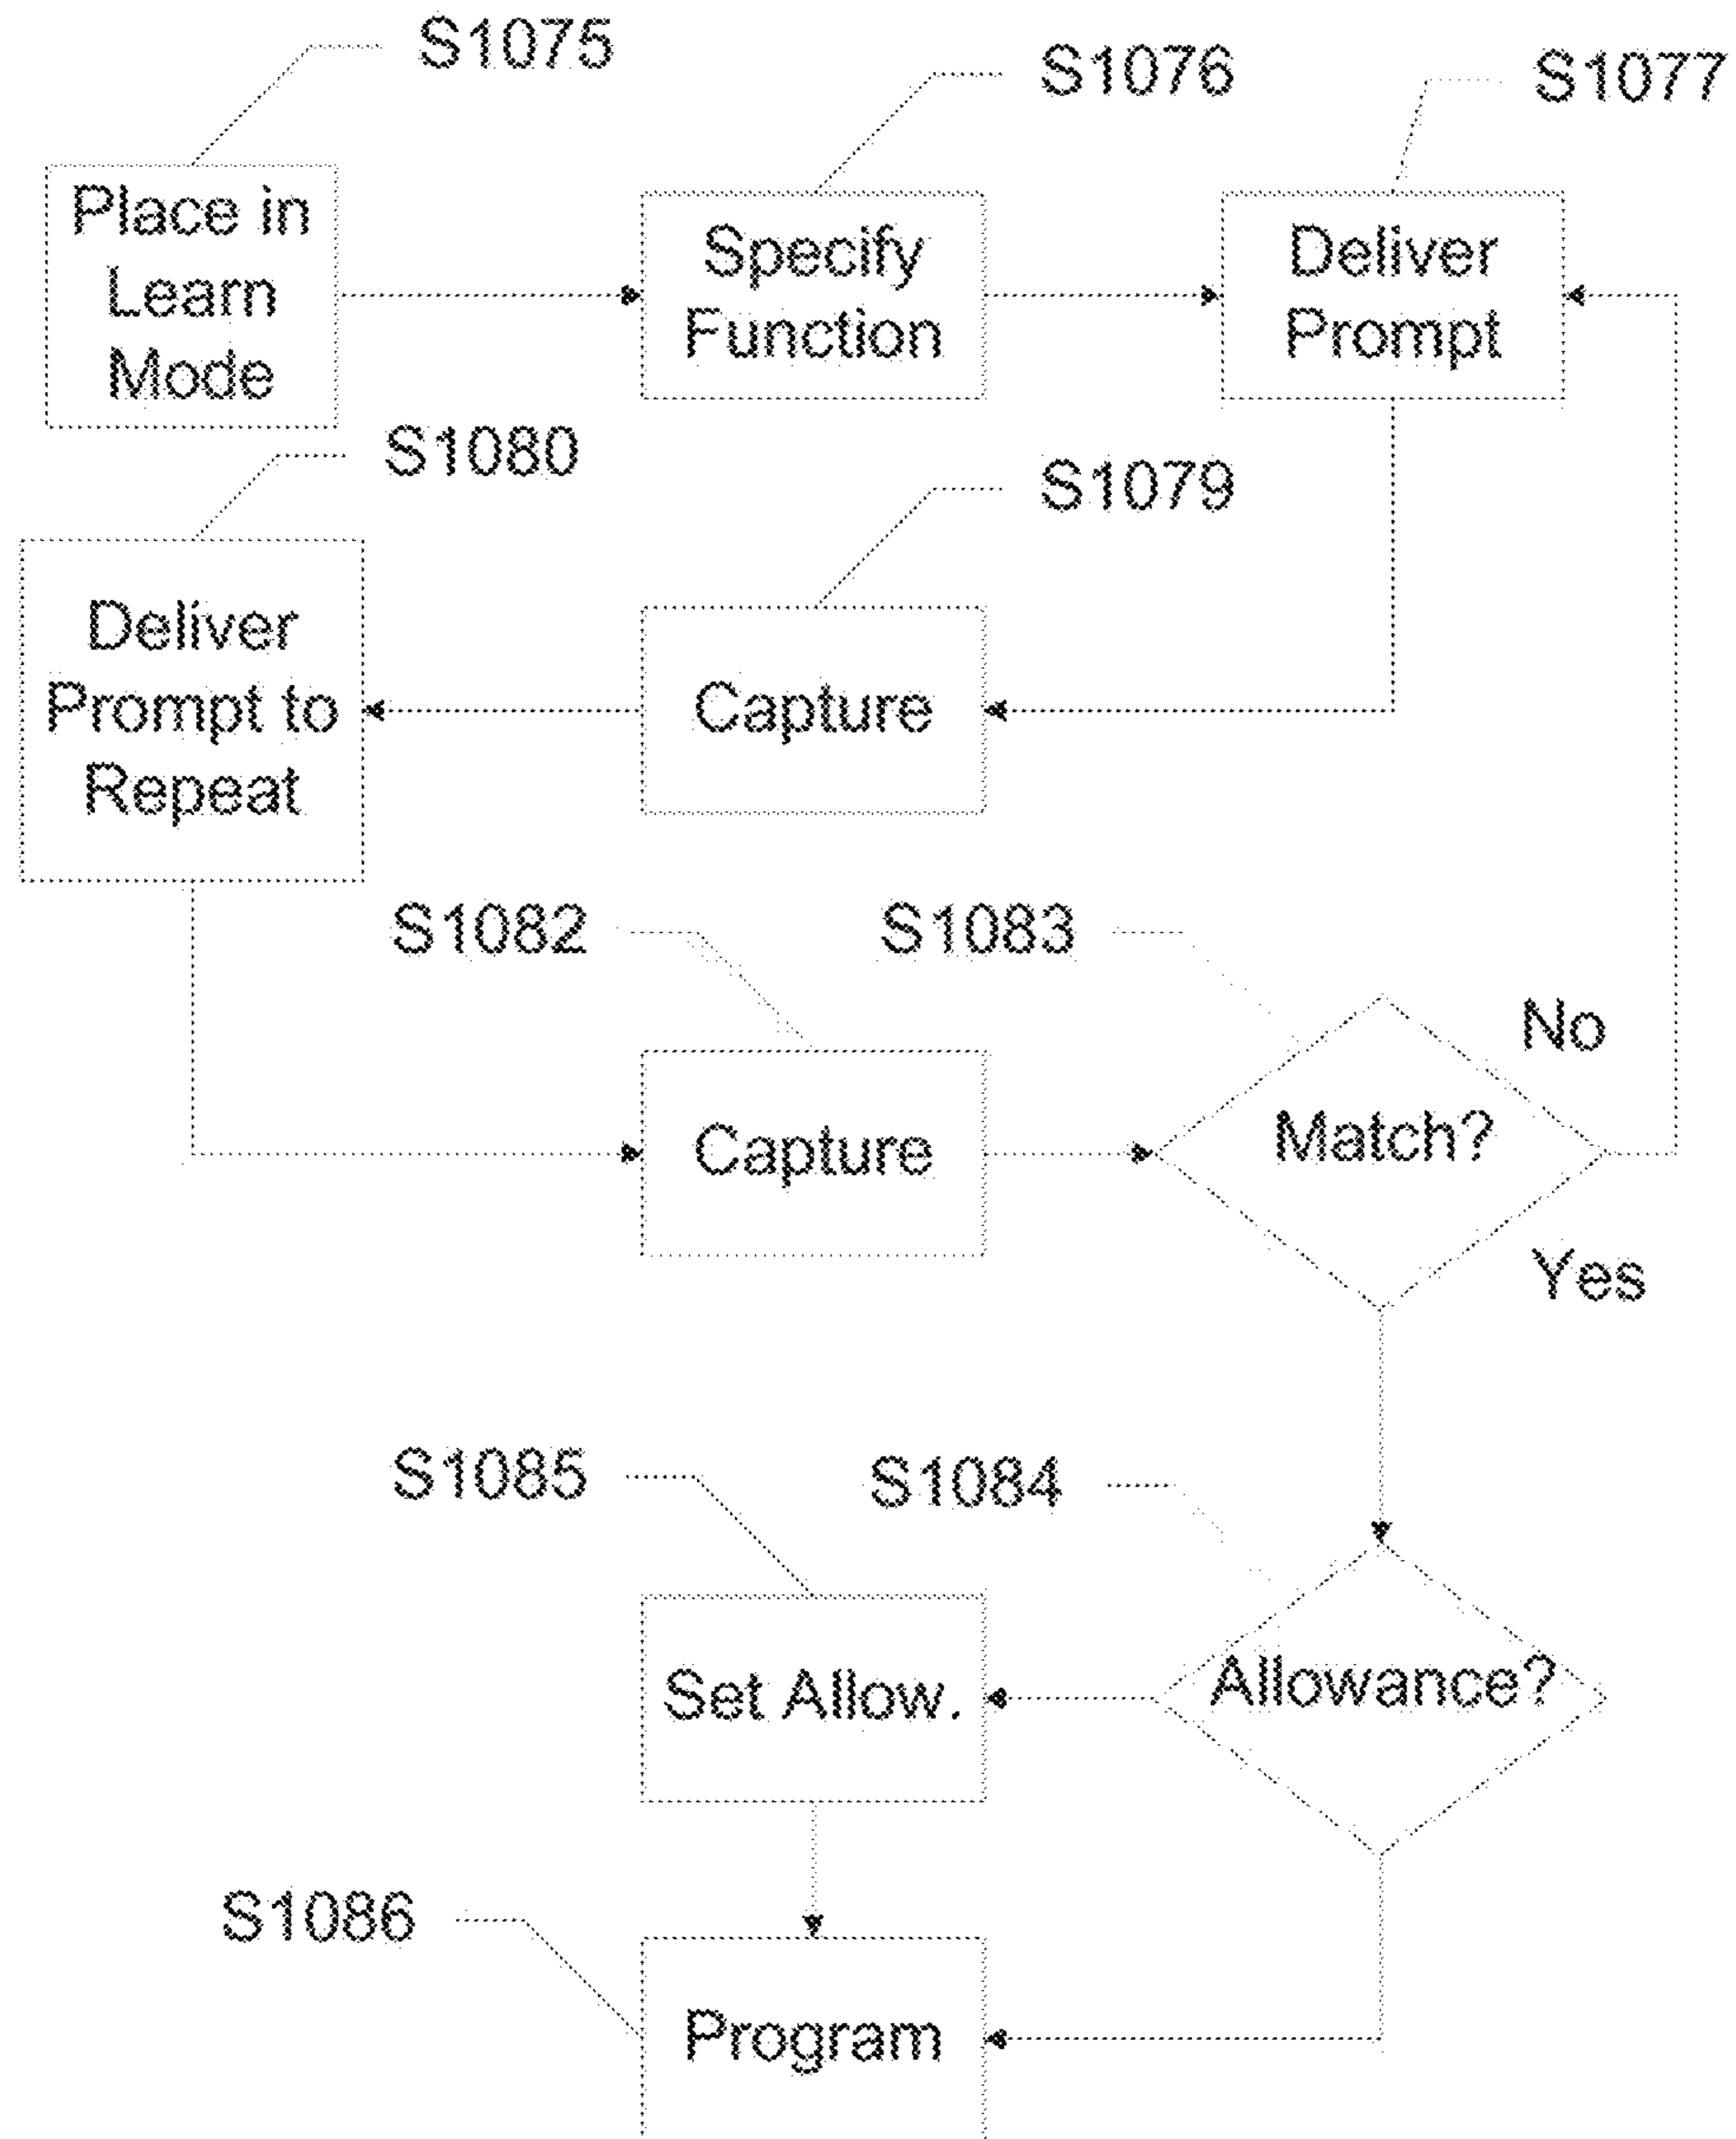 S1075
S1076
S1077
Place in
Learn
Mode
Specify
Function
Deliver
Prompt
S1080
S1079
Deliver
Prompt to
Repeat
Capture
S1082
S1083
No
Capture
Match?
Yes
S1085
S1084
Set Allow.
Allowance?
S1086
Program